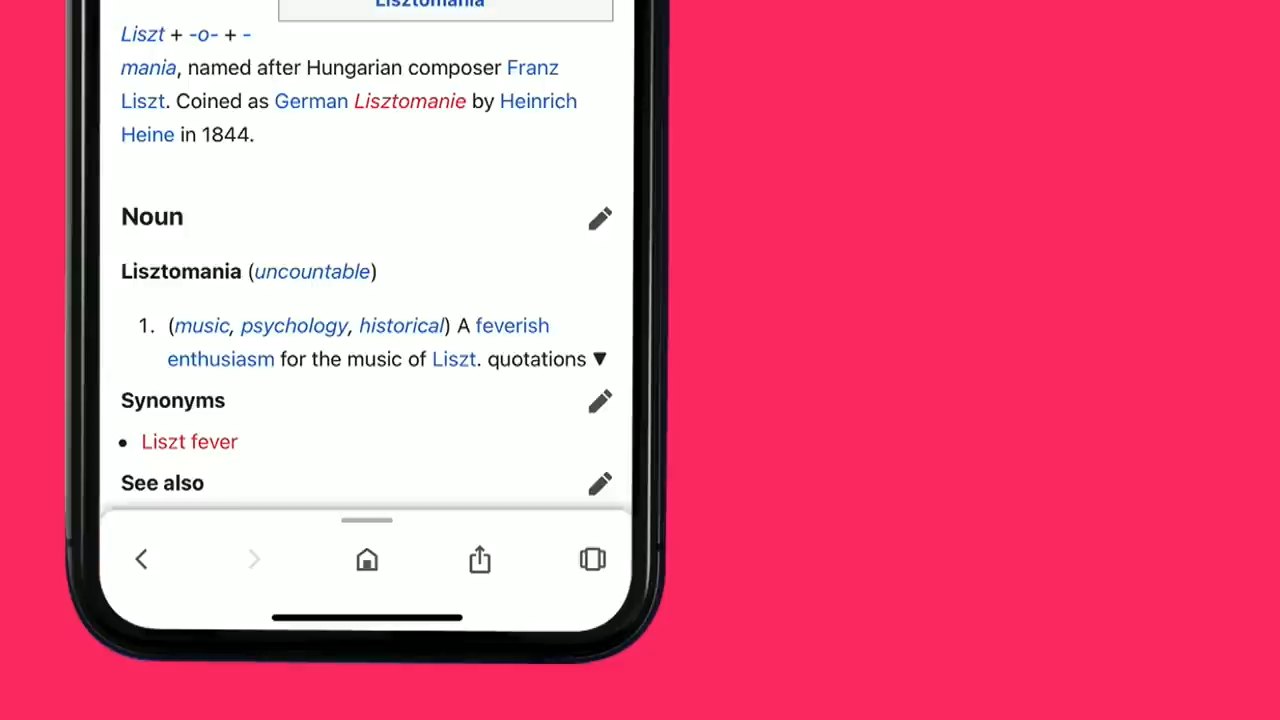 Lisztomania
Liszt + -o- + -
mania, named after Hungarian composer Franz
Liszt. Coined as German Lisztomanie by Heinrich
Heine in 1844.
Noun
Lisztomania (uncountable)
1. (music, psychology, historical) A feverish
enthusiasm for the music of Liszt. quotations ▼
Synonyms
• Liszt fever
See also